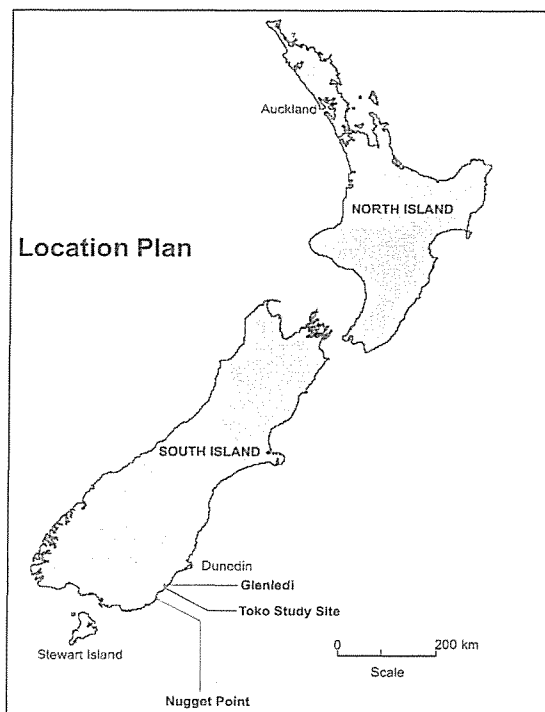 Auckland
NORTH ISLAND
Location Plan
SOUTH ISLAND
Dunedin
Glenledi
Toko Study Site
Stewart Island
0 200 km
Scale
Nugget Point